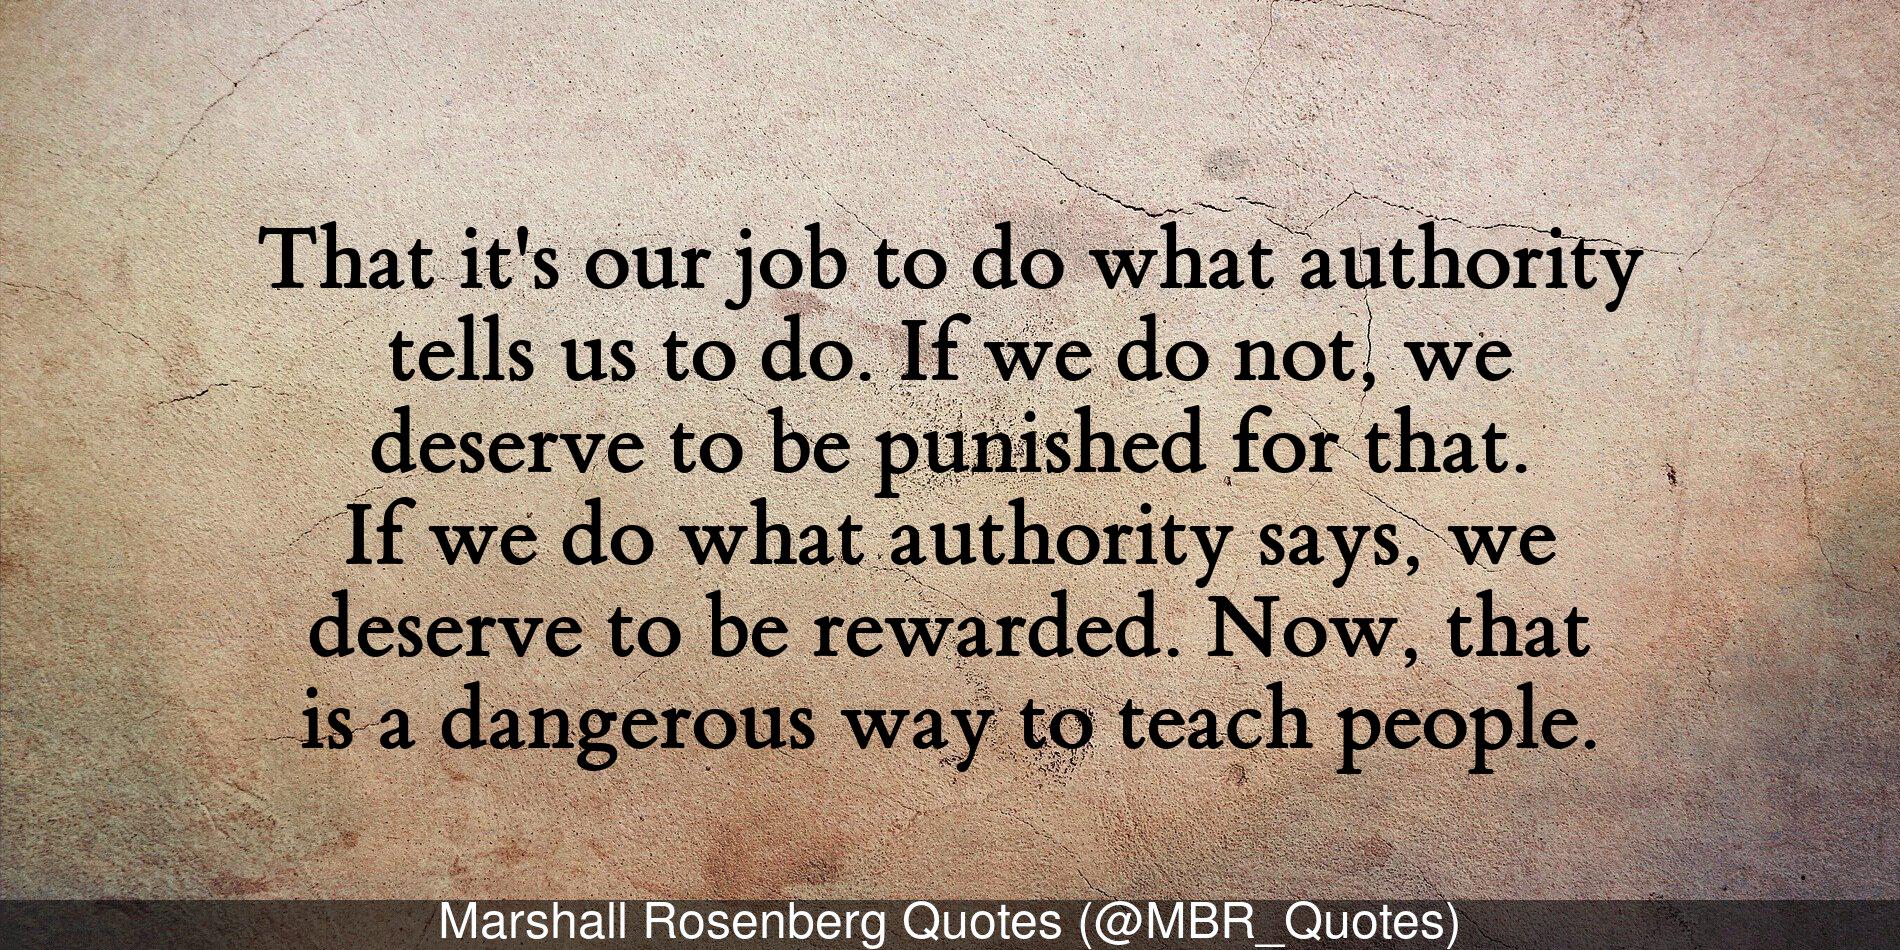 That it's our job to do what authority
tells us to do. If we do not, we
deserve to be punished for that.
If we do what authority says, we
deserve to be rewarded. Now, that
is a dangerous way to teach people.
Marshall Rosenberg Quotes (@MBR_Quotes)